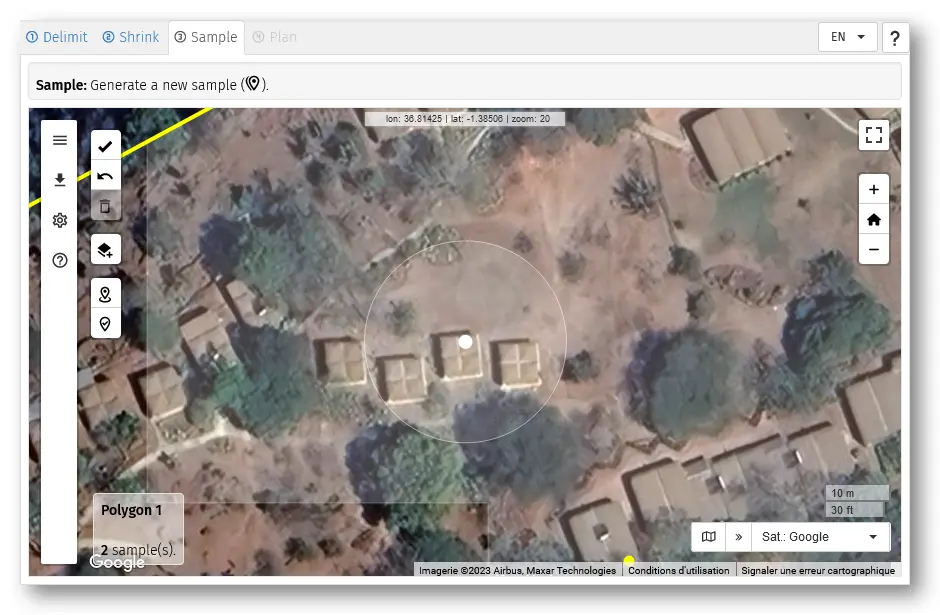 ① Delimit ② Shrink ③ Sample ④ Plan
EN ?
Sample: Generate a new sample ( ).
lon: 36.81425 | lat: -1.38506 | zoom: 20
+
−
Polygon 1
2 sample(s).
Google
10 m
30 ft
» Sat.: Google
Imagerie ©2023 Airbus, Maxar Technologies Conditions d'utilisation Signaler une erreur cartographique